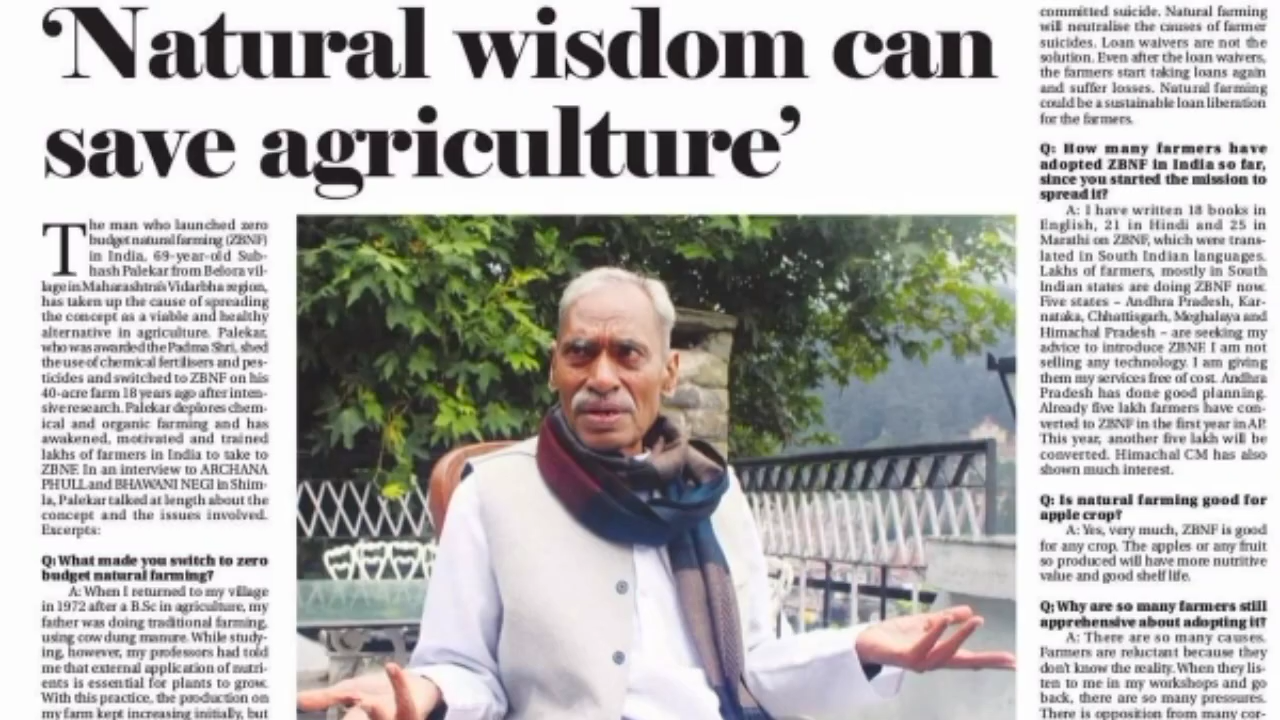 ‘Natural wisdom can
save agriculture’
The man who launched zero
budget natural farming (ZBNF)
in India, 69-year-old Sub-
hash Palekar from Belora vil-
lage in Maharashtra's Vidarbha region,
has taken up the cause of spreading
the concept as a viable and healthy
alternative in agriculture. Palekar,
who was awarded the Padma Shri, shed
the use of chemical fertilisers and pes-
ticides and switched to ZBNF on his
40-acre farm 18 years ago after inten-
sive research. Palekar deplores chem-
ical and organic farming and has
awakened, motivated and trained
lakhs of farmers in India to take to
ZBNF. In an interview to ARCHANA
PHULL and BHAWANI NEGI in Shim-
la, Palekar talked at length about the
concept and the issues involved.
Excerpts:
Q: What made you switch to zero
budget natural farming?
A: When I returned to my village
in 1972 after a B.Sc in agriculture, my
father was doing traditional farming,
using cow dung manure. While study-
ing, however, my professors had told
me that external application of nutri-
ents is essential for plants to grow.
With this practice, the production on
my farm kept increasing initially, but
committed suicide. Natural farming
will neutralise the causes of farmer
suicides. Loan waivers are not the
solution. Even after the loan waivers,
the farmers start taking loans again
and suffer losses. Natural farming
could be a sustainable loan liberation
for the farmers.
Q: How many farmers have
adopted ZBNF in India so far,
since you started the mission to
spread it?
A: I have written 18 books in
English, 21 in Hindi and 25 in
Marathi on ZBNF, which were trans-
lated in South Indian languages.
Lakhs of farmers, mostly in South
Indian states are doing ZBNF now.
Five states – Andhra Pradesh, Kar-
nataka, Chhattisgarh, Meghalaya and
Himachal Pradesh – are seeking my
advice to introduce ZBNF. I am not
selling any technology. I am giving
them my services free of cost. Andhra
Pradesh has done good planning.
Already five lakh farmers have con-
verted to ZBNF in the first year in AP.
This year, another five lakh will be
converted. Himachal CM has also
shown much interest.
Q: Is natural farming good for
apple crop?
A: Yes, very much, ZBNF is good
for any crop. The apples or any fruit
so produced will have more nutritive
value and good shelf life.
Q: Why are so many farmers still
apprehensive about adopting it?
A: There are so many causes.
Farmers are reluctant because they
don't know the reality. When they lis-
ten to me in my workshops and go
back, there are so many pressures.
There is opposition from many cor-